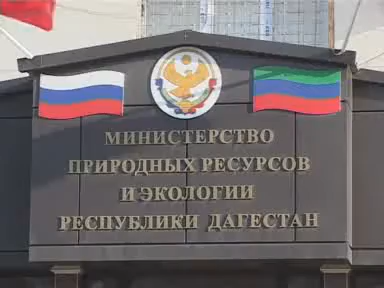 МИНИСТЕРСТВО
ПРИРОДНЫХ РЕСУРСОВ
И ЭКОЛОГИИ
РЕСПУБЛИКИ ДАГЕСТАН